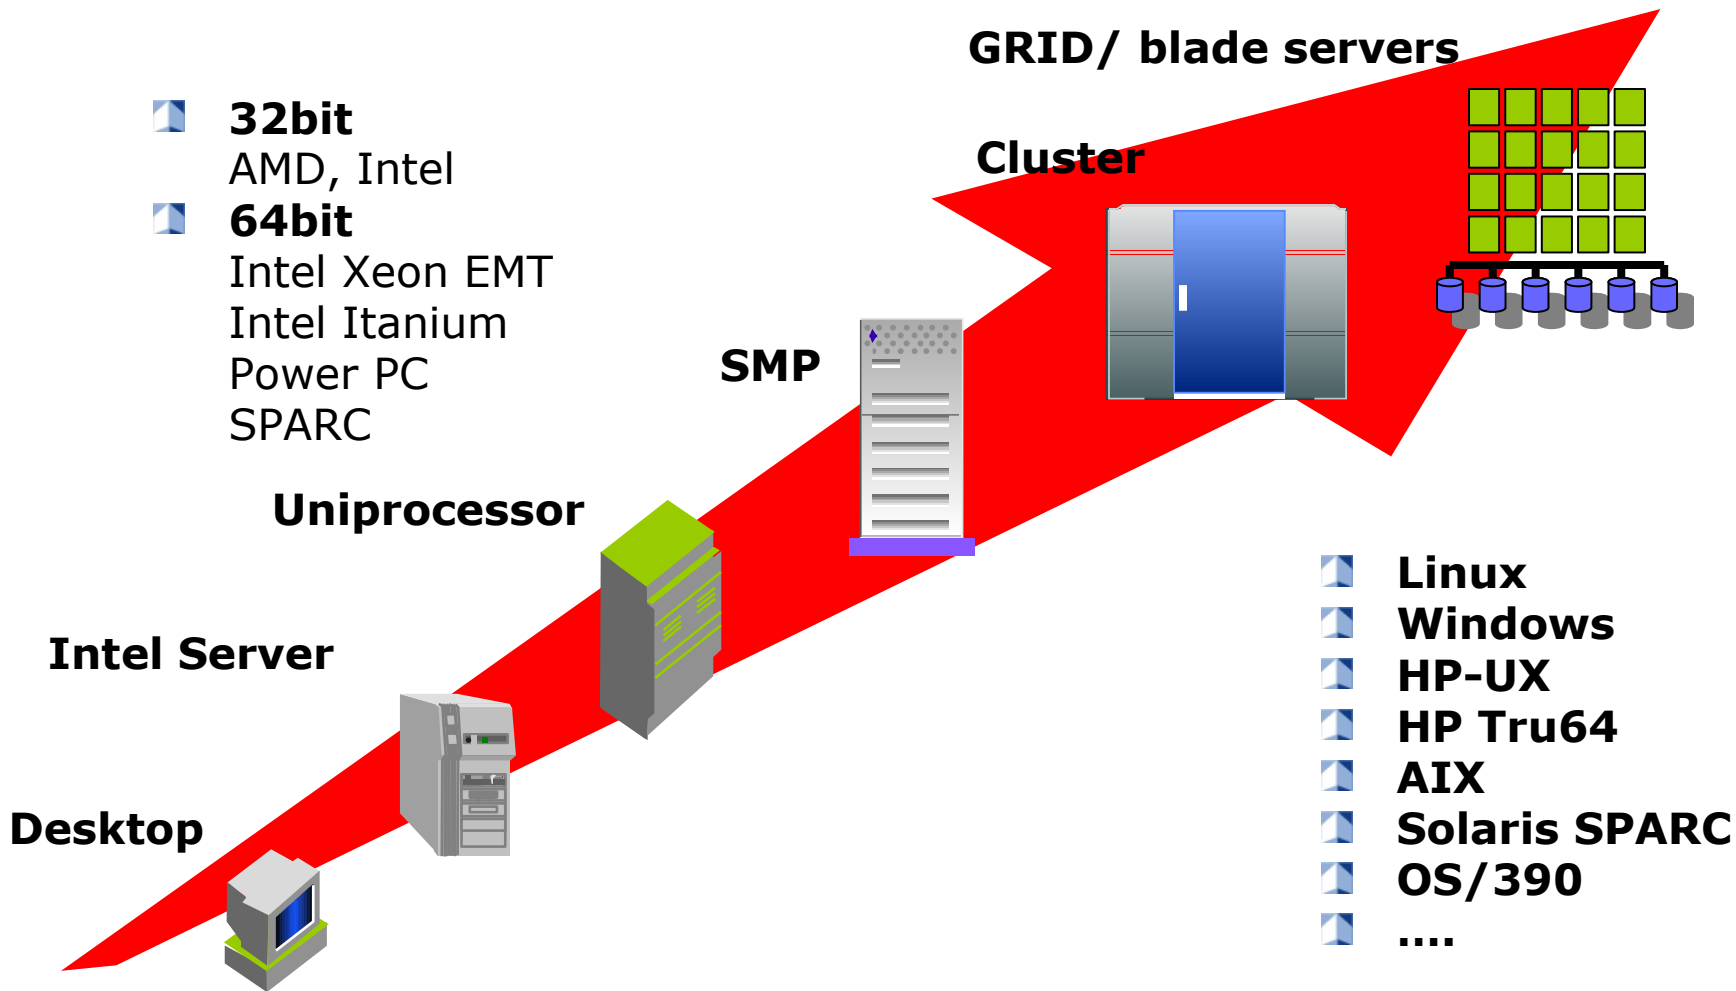 GRID/ blade servers
32bit
AMD, Intel
Cluster
64bit
Intel Xeon EMT
Intel Itanium
Power PC
SPARC
SMP
Uniprocessor
Intel Server
Desktop
Linux
Windows
HP-UX
HP Tru64
AIX
Solaris SPARC
OS/390
....